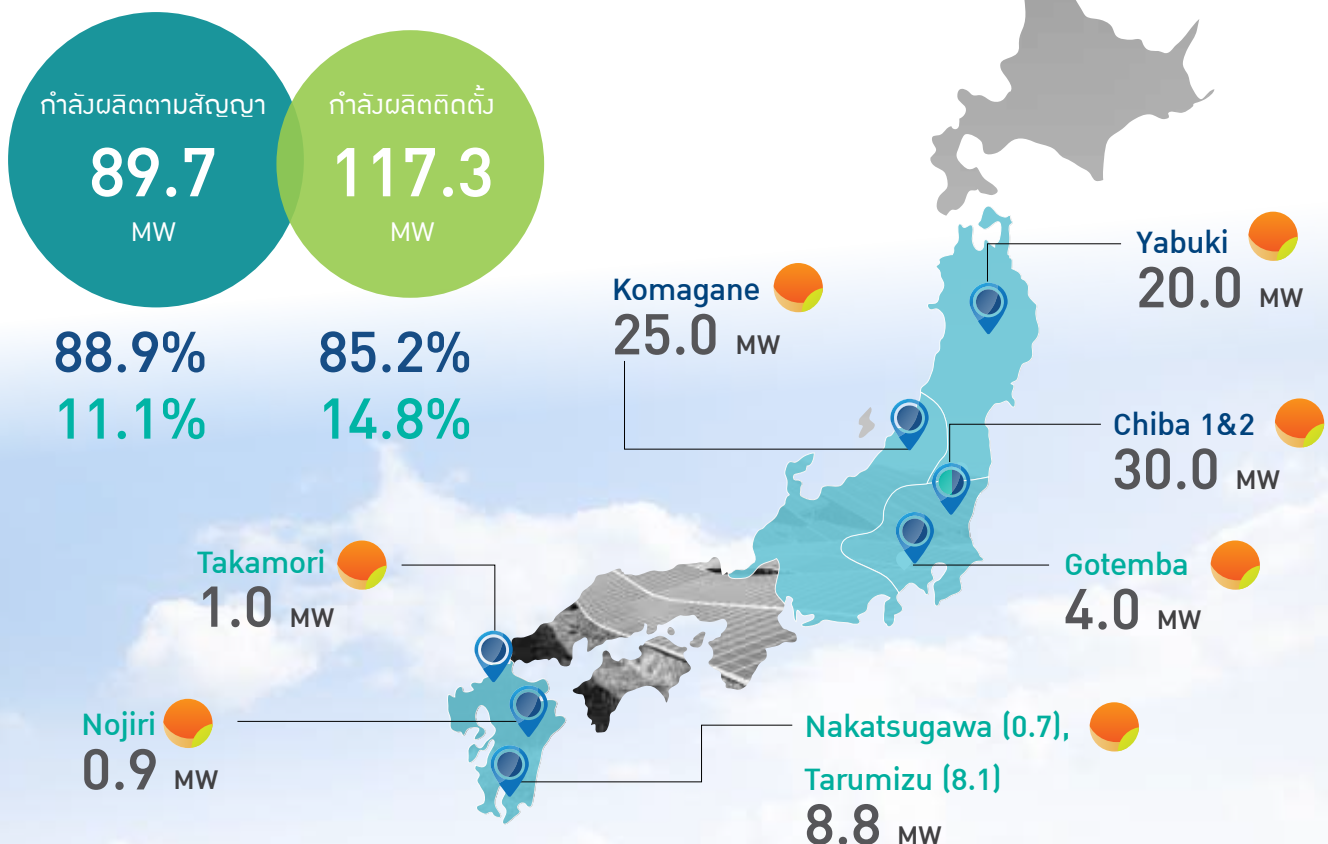 กำลังผลิตตามสัญญา
89.7
MW
กำลังผลิตติดตั้ง
117.3
MW
88.9%
11.1%
85.2%
14.8%
Yabuki
20.0 MW
Komagane
25.0 MW
Chiba 1&2
30.0 MW
Takamori
1.0 MW
Gotemba
4.0 MW
Nojiri
0.9 MW
Nakatsugawa (0.7),
Tarumizu (8.1)
8.8 MW